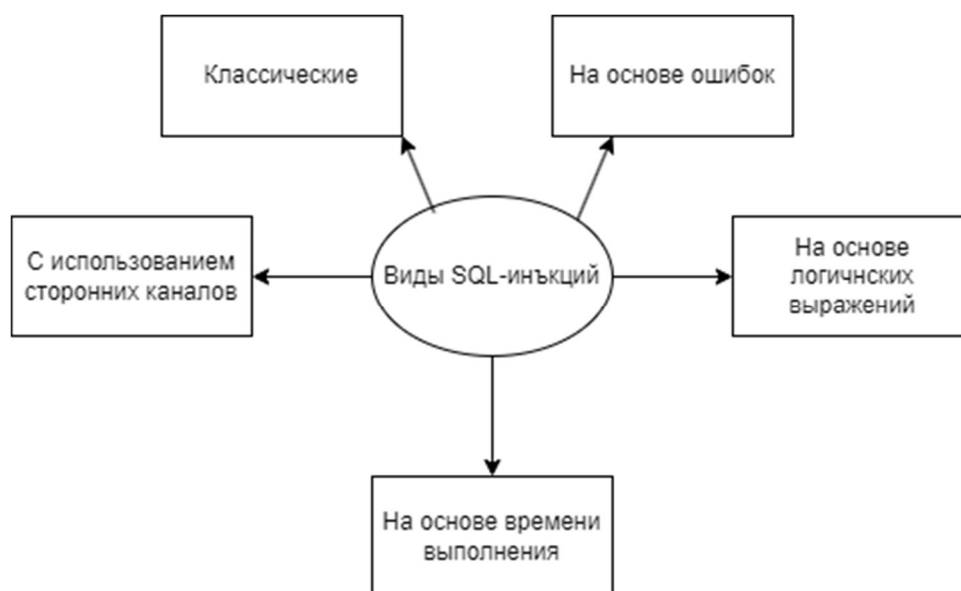 Классические
На основе ошибок
С использованием
сторонних каналов
Виды SQL-инъкций
На основе
логичнских
выражений
На основе времени
выполнения